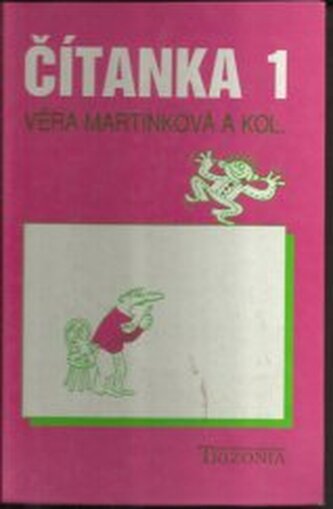 ČÍTANKA 1
VĚRA MARTINKOVÁ A KOL.
TRIZONIA